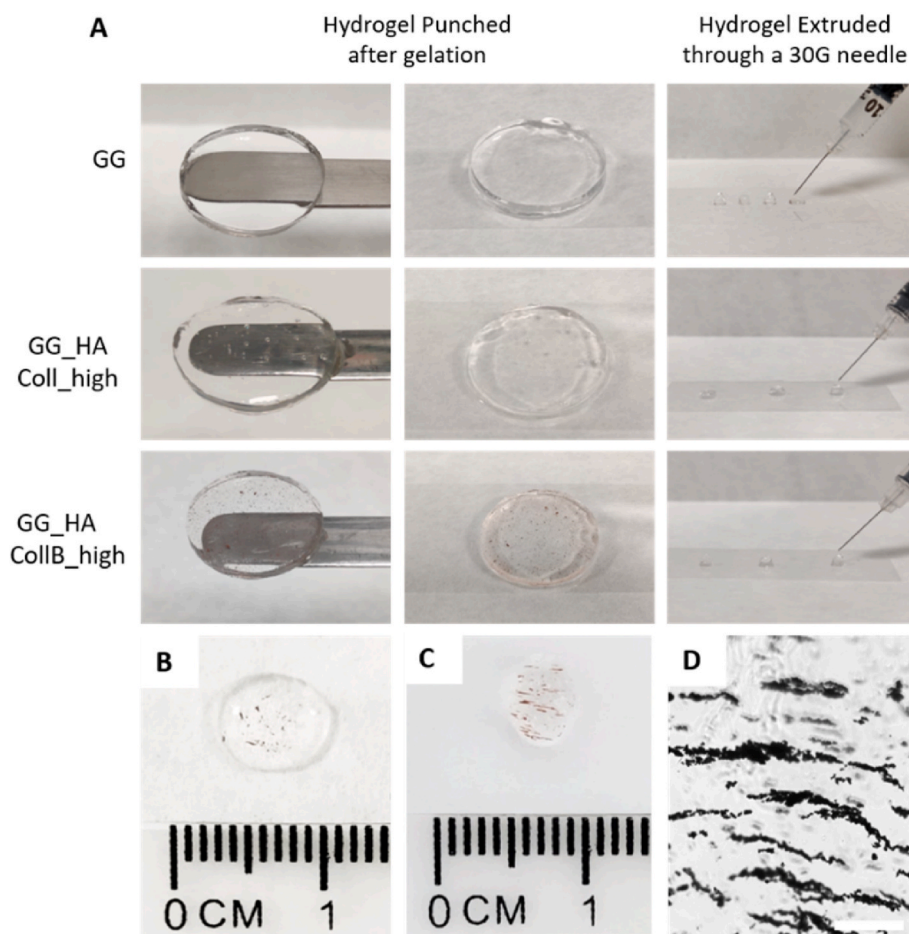 A
Hydrogel Punched
after gelation
Hydrogel Extruded
through a 30G needle
GG
10
GG_HA
Coll_high
GG_HA
CollB_high
B
C
D
0 CM 1
0 CM 1